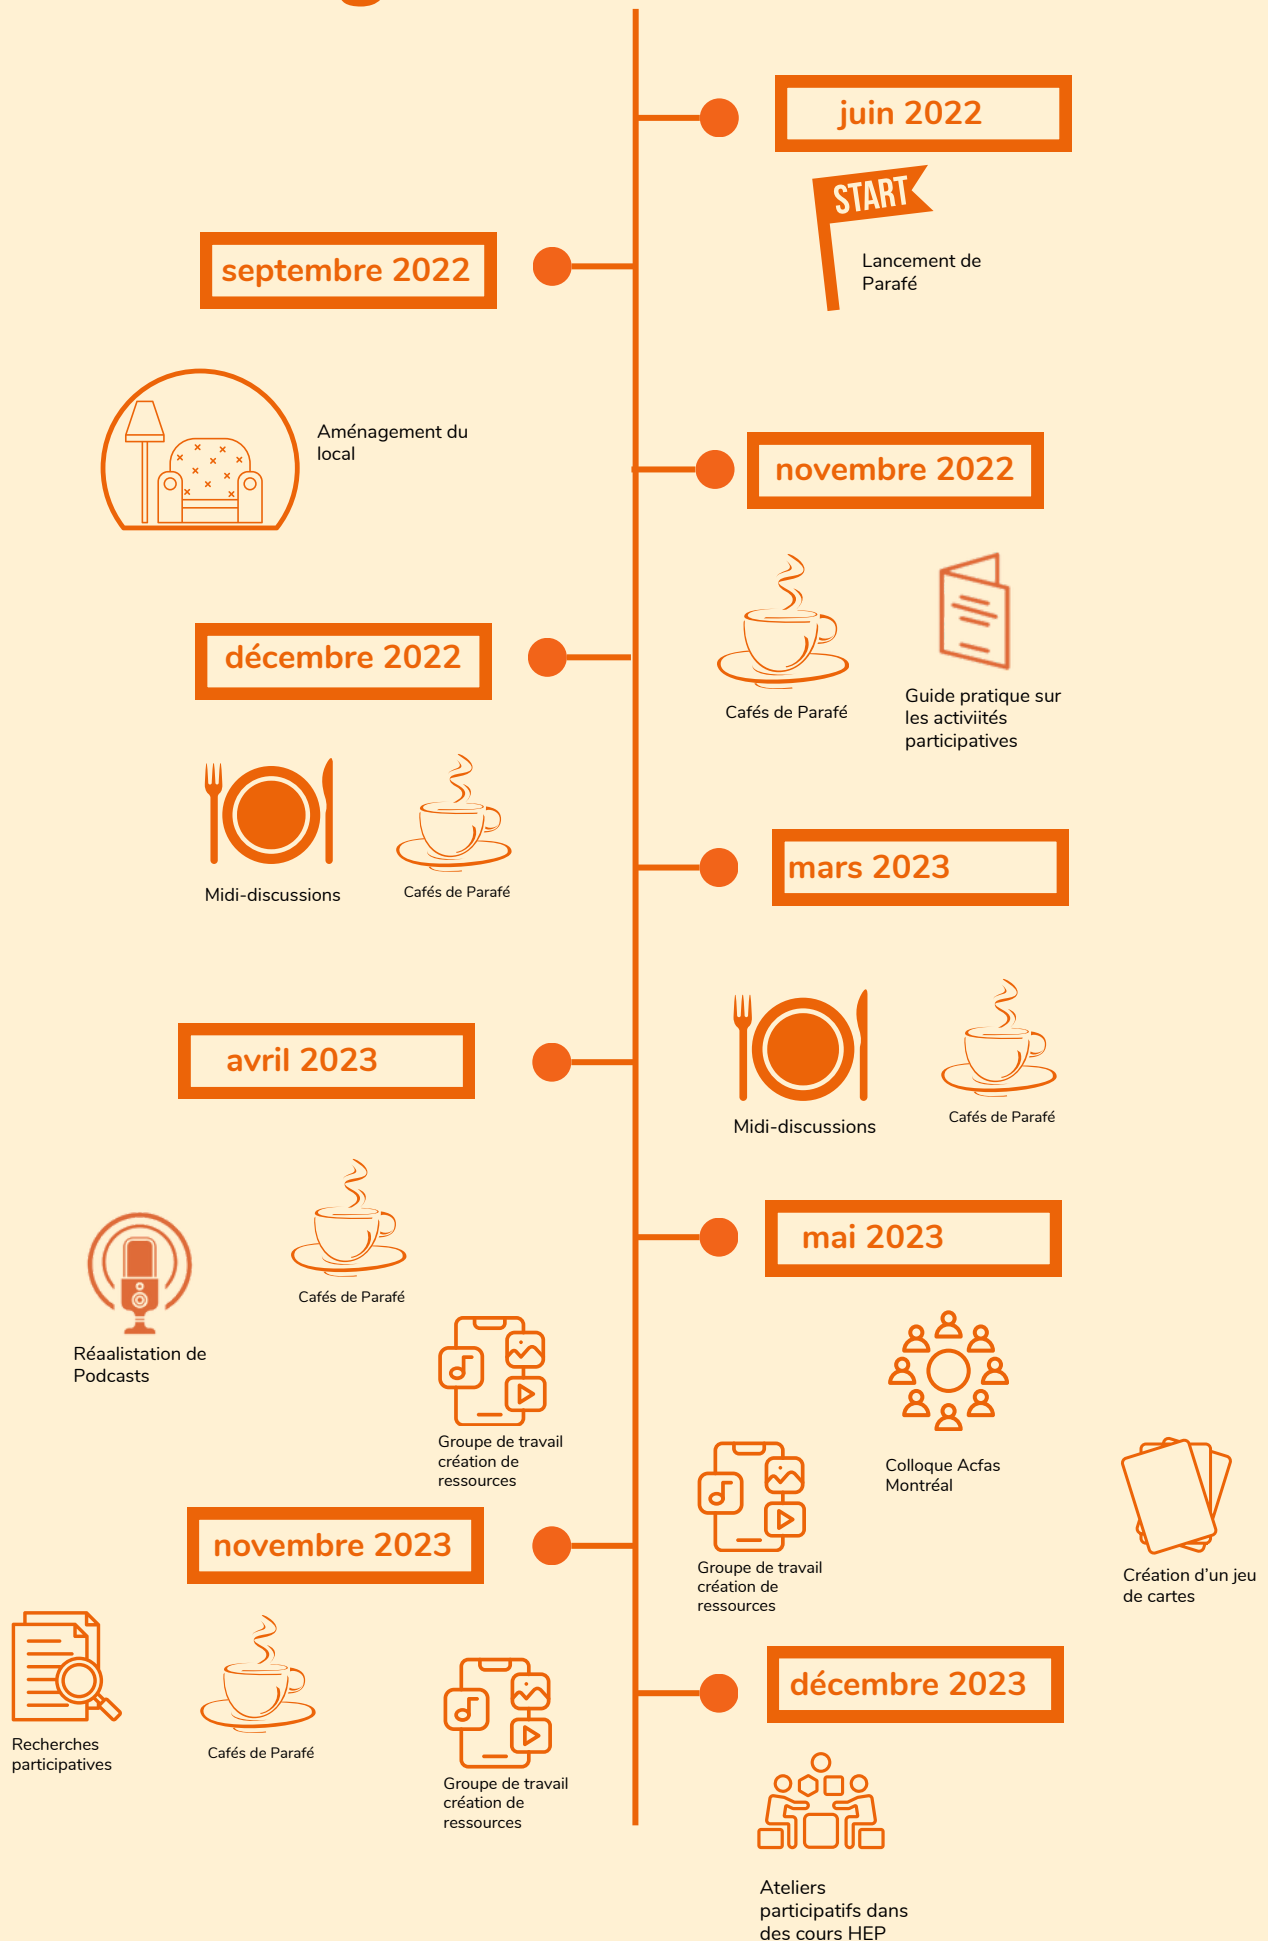 juin 2022
START
Lancement de
Parafé
septembre 2022
Aménagement du
local
novembre 2022
Cafés de Parafé
Guide pratique sur
les activiités
participatives
décembre 2022
Midi-discussions
Cafés de Parafé
mars 2023
Midi-discussions
Cafés de Parafé
avril 2023
Réaalistation de
Podcasts
Cafés de Parafé
Groupe de travail
création de
ressources
mai 2023
Colloque Acfas
Montréal
Groupe de travail
création de
ressources
Création d'un jeu
de cartes
novembre 2023
Recherches
participatives
Cafés de Parafé
Groupe de travail
création de
ressources
décembre 2023
Ateliers
participatifs dans
des cours HEP